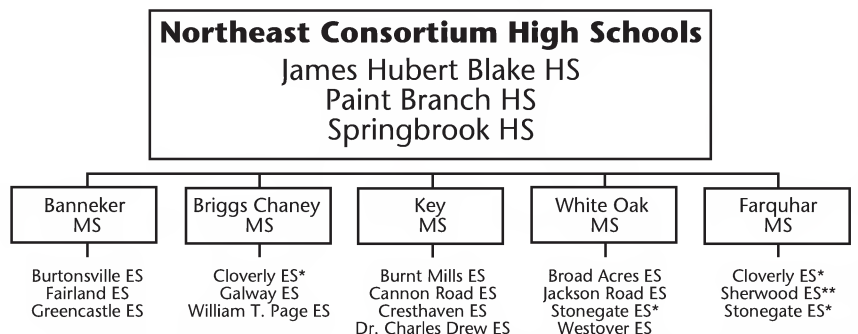 Northeast Consortium High Schools
James Hubert Blake HS
Paint Branch HS
Springbrook HS
Banneker
MS
Briggs Chaney
MS
Key
MS
White Oak
MS
Farquhar
MS
Burtonsville ES
Fairland ES
Greencastle ES
Cloverly ES*
Galway ES
William T. Page ES
Burnt Mills ES
Cannon Road ES
Cresthaven ES
Dr. Charles Drew ES
Broad Acres ES
Jackson Road ES
Stonegate ES*
Westover ES
Cloverly ES*
Sherwood ES**
Stonegate ES*